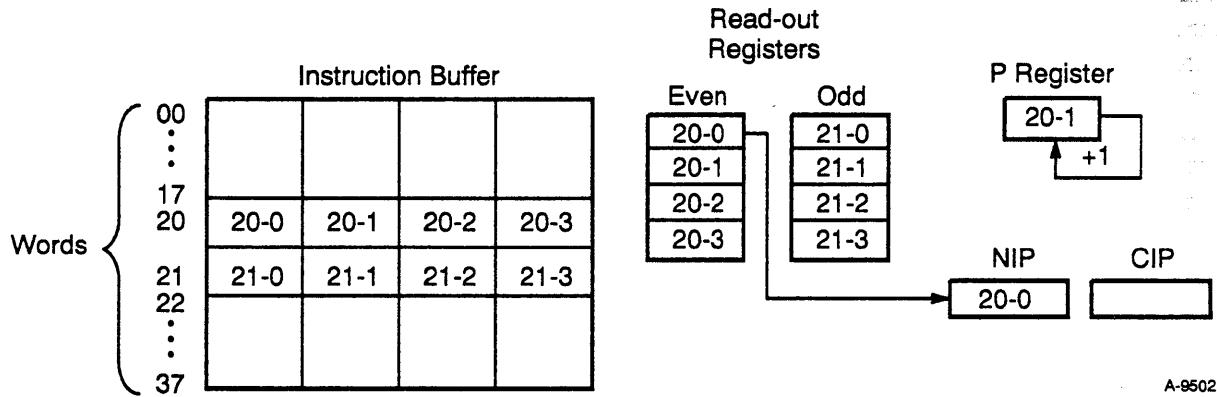 Read-out
Registers
Instruction Buffer
P Register
Even Odd
00
20-0 21-0
20-1
20-1 21-1
+1
17
20-2 21-2
20 20-0 20-1 20-2 20-3
20-3 21-3
Words
NIP CIP
21 21-0 21-1 21-2 21-3
22
20-0
37
A-9502